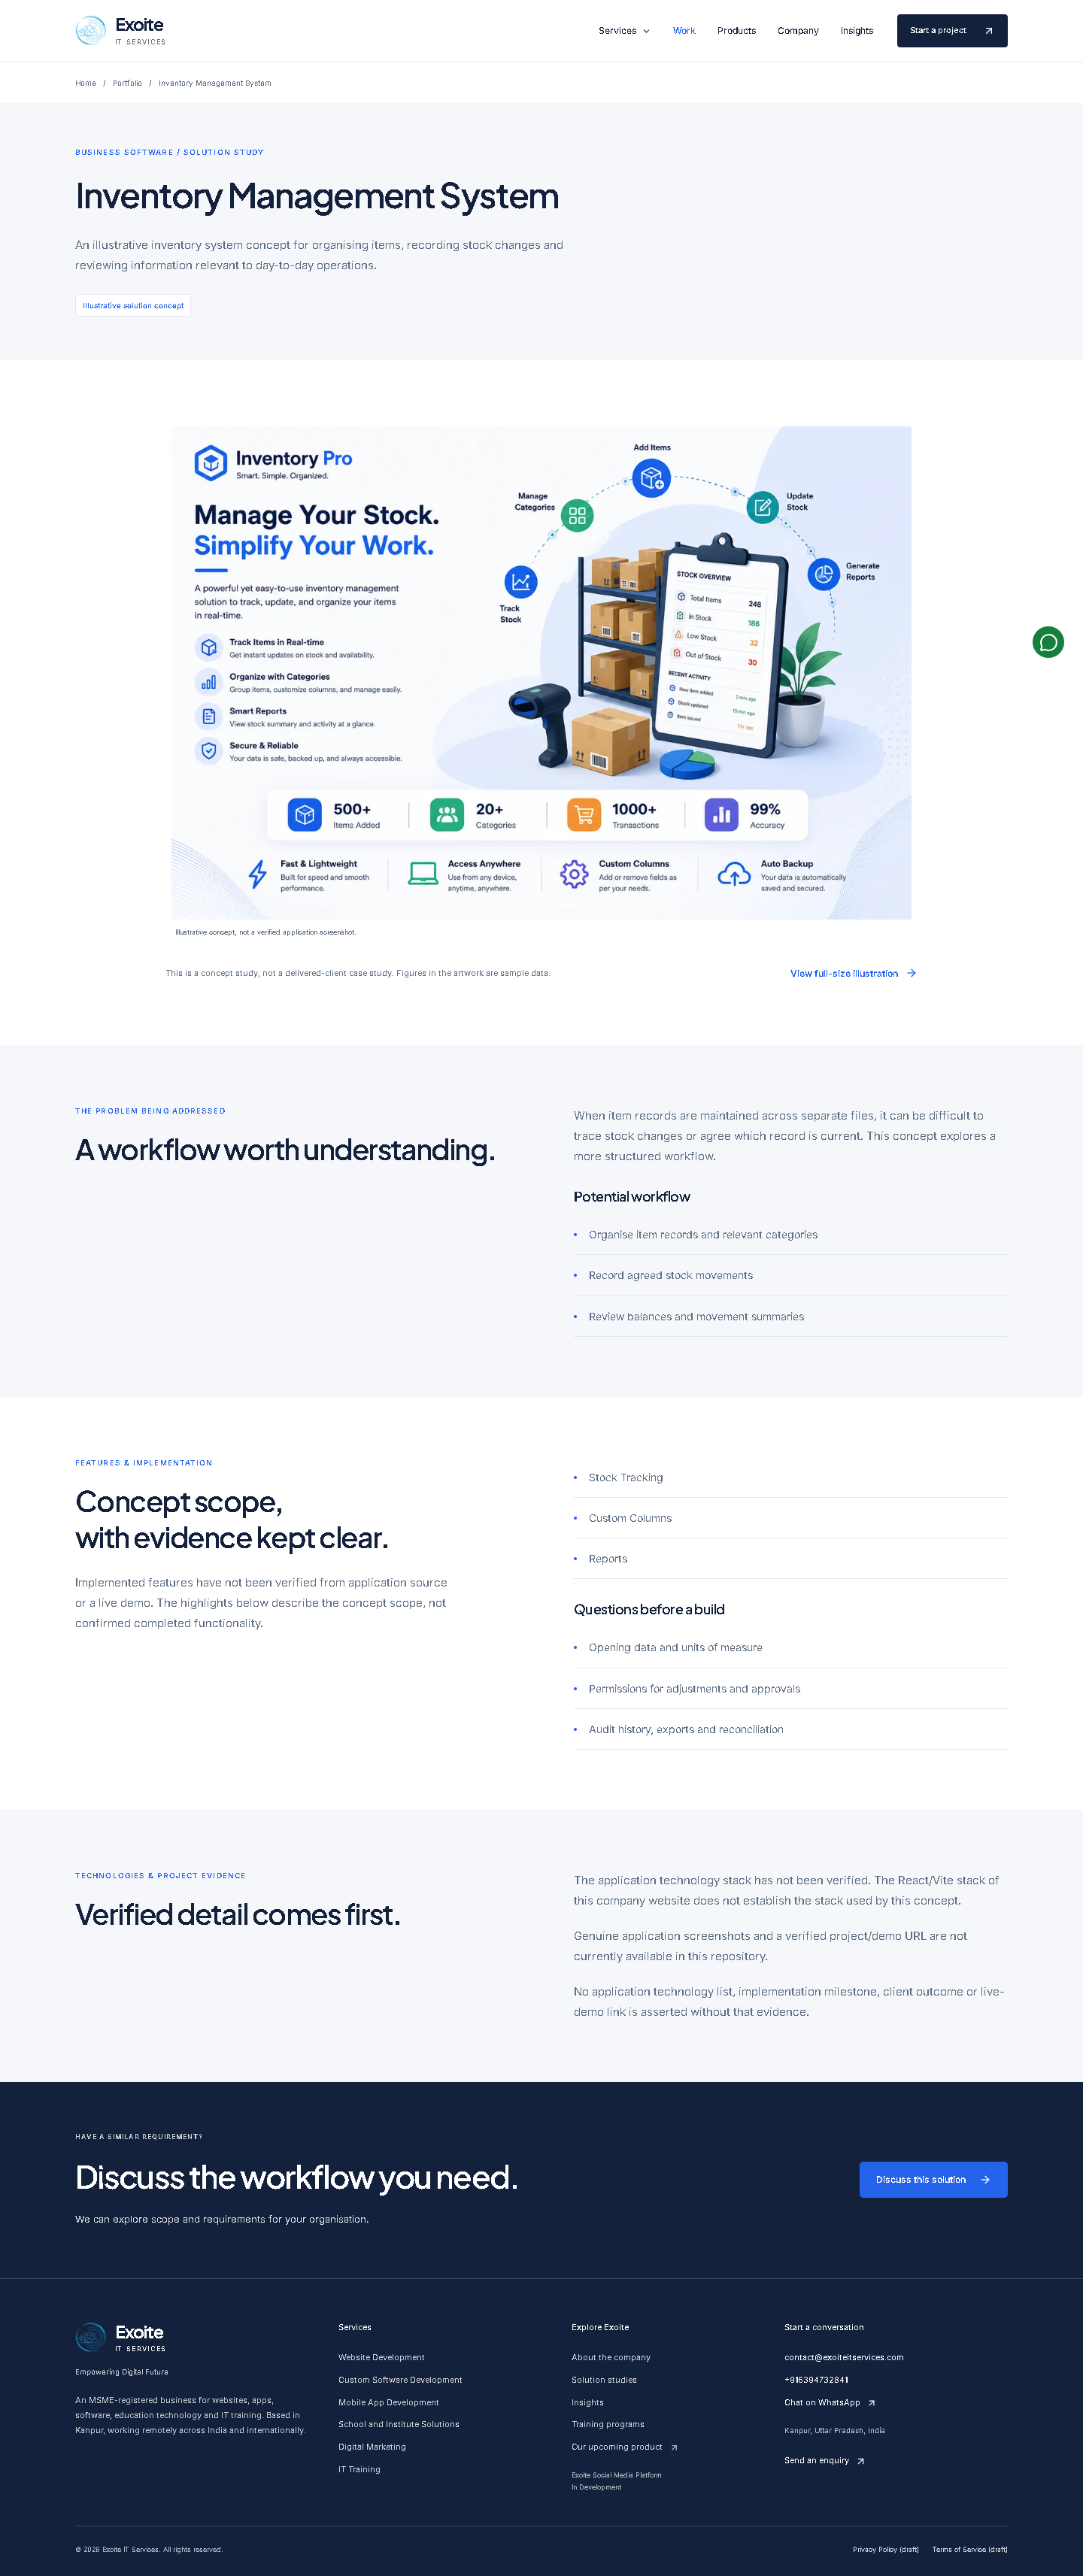 Exoite
IT SERVICES
Services
Work
Products
Company
Insights
Start a project
Home / Portfolio / Inventory Management System
BUSINESS SOFTWARE / SOLUTION STUDY
Inventory Management System
An illustrative inventory system concept for organising items, recording stock changes and
reviewing information relevant to day-to-day operations.
Illustrative solution concept
Inventory Pro
Smart. Simple. Organized.
Manage Your Stock.
Simplify Your Work.
A powerful yet easy-to-use inventory management
solution to track, update, and organize your items
in real-time.
Track Items in Real-time
Get instant updates on stock and availability.
Organize with Categories
Group items, customize columns, and manage easily.
Smart Reports
View stock summary and activity at a glance.
Secure & Reliable
Your data is safe, backed up, and always accessible.
Add Items
Manage
Categories
Update
Stock
Track
Stock
Generate
Reports
STOCK OVERVIEW
Total Items 248
In Stock 186
Low Stock 32
Out of Stock 30
RECENT ACTIVITY
New item added 2 min ago
Stock updated 15 min ago
Item issued 1 hr ago
500+
Items Added
20+
Categories
1000+
Transactions
99%
Accuracy
Fast & Lightweight
Built for speed and smooth
performance.
Access Anywhere
Use from any device,
anytime, anywhere.
Custom Columns
Add or remove fields as
per your needs.
Auto Backup
Your data is automatically
saved and secured.
Illustrative concept, not a verified application screenshot.
This is a concept study, not a delivered-client case study. Figures in the artwork are sample data.
View full-size illustration
THE PROBLEM BEING ADDRESSED
A workflow worth understanding.
When item records are maintained across separate files, it can be difficult to
trace stock changes or agree which record is current. This concept explores a
more structured workflow.
Potential workflow
Organise item records and relevant categories
Record agreed stock movements
Review balances and movement summaries
FEATURES & IMPLEMENTATION
Concept scope,
with evidence kept clear.
Implemented features have not been verified from application source
or a live demo. The highlights below describe the concept scope, not
confirmed completed functionality.
Stock Tracking
Custom Columns
Reports
Questions before a build
Opening data and units of measure
Permissions for adjustments and approvals
Audit history, exports and reconciliation
TECHNOLOGIES & PROJECT EVIDENCE
Verified detail comes first.
The application technology stack has not been verified. The React/Vite stack of
this company website does not establish the stack used by this concept.
Genuine application screenshots and a verified project/demo URL are not
currently available in this repository.
No application technology list, implementation milestone, client outcome or live-
demo link is asserted without that evidence.
HAVE A SIMILAR REQUIREMENT?
Discuss the workflow you need.
We can explore scope and requirements for your organisation.
Discuss this solution
Exoite
IT SERVICES
Empowering Digital Future
An MSME-registered business for websites, apps,
software, education technology and IT training. Based in
Kanpur, working remotely across India and internationally.
Services
Website Development
Custom Software Development
Mobile App Development
School and Institute Solutions
Digital Marketing
IT Training
Explore Exoite
About the company
Solution studies
Insights
Training programs
Our upcoming product
Exoite Social Media Platform
In Development
Start a conversation
contact@exoiteitservices.com
+916394732841
Chat on WhatsApp
Kanpur, Uttar Pradesh, India
Send an enquiry
© 2026 Exoite IT Services. All rights reserved.
Privacy Policy (draft)
Terms of Service (draft)